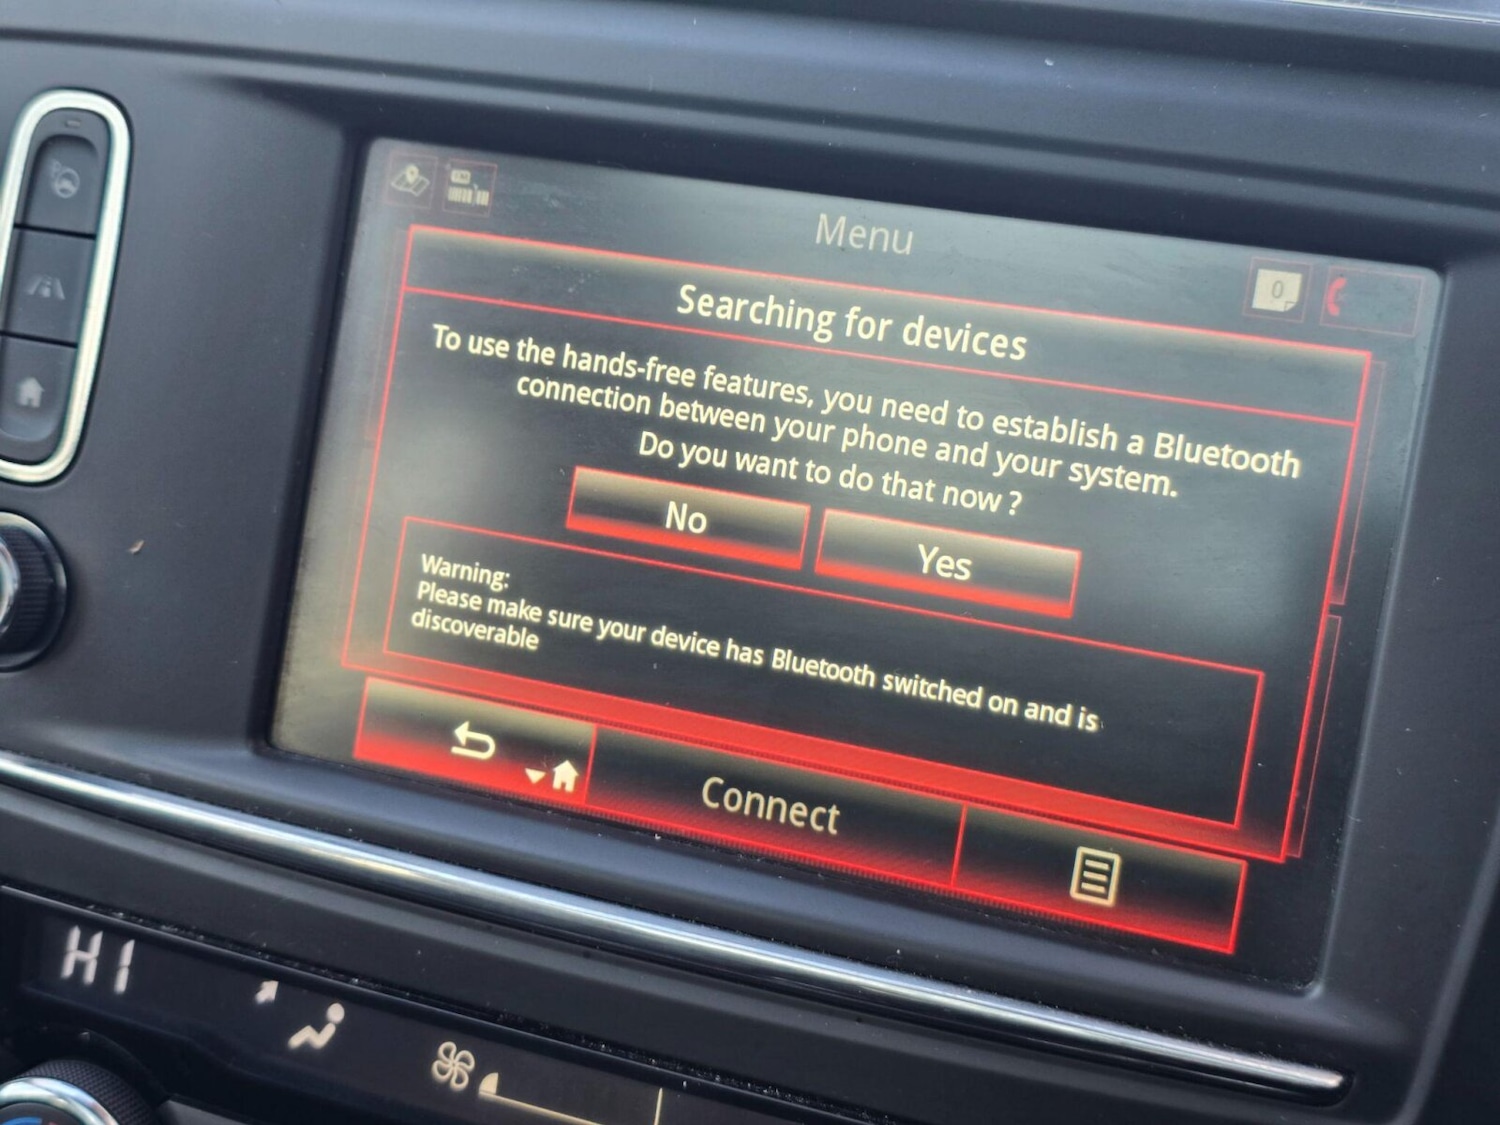 Menu
0
Searching for devices
To use the hands-free features, you need to establish a Bluetooth
connection between your phone and your system.
Do you want to do that now ?
No
Yes
Warning:
Please make sure your device has Bluetooth switched on and is
discoverable
Connect
HI